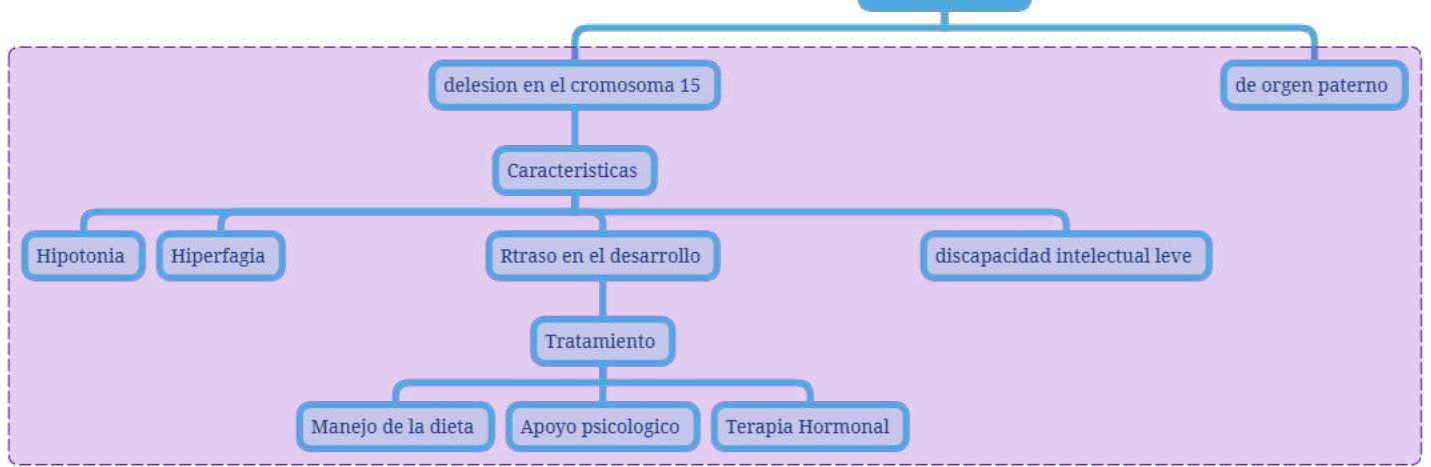 delesion en el cromosoma 15
de orgen paterno
Caracteristicas
Hipotonia
Hiperfagia
Rtraso en el desarrollo
discapacidad intelectual leve
Tratamiento
Manejo de la dieta
Apoyo psicologico
Terapia Hormonal